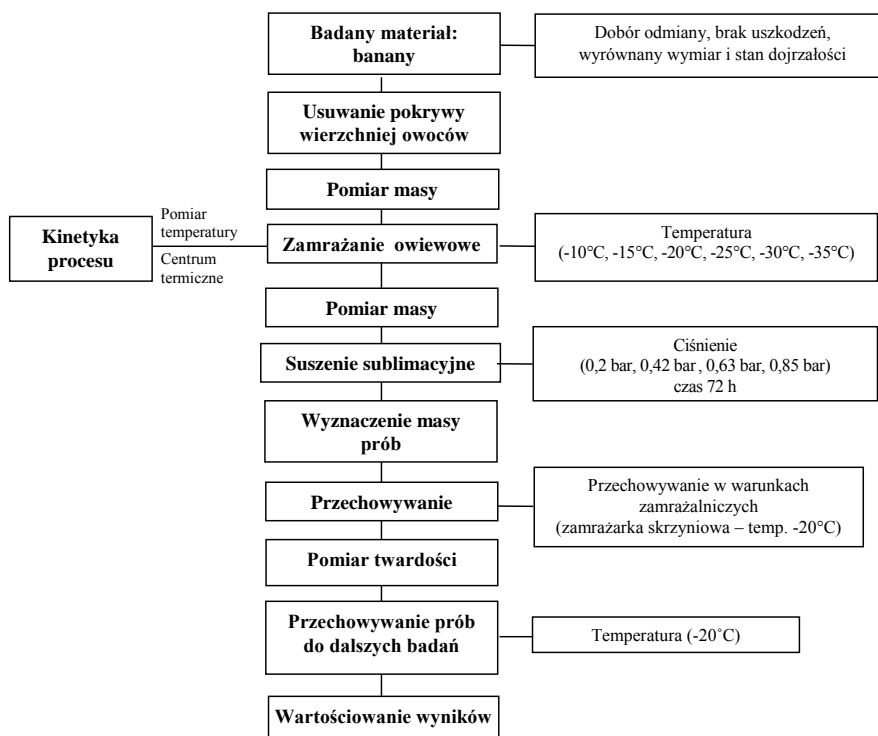 Badany materiał:
banany
Dobór odmiany, brak uszkodzeń,
wyrównany wymiar i stan dojrzałości
Usuwanie pokrywy
wierzchniej owoców
Pomiar masy
Kinetyka
procesu
Pomiar
temperatury
Centrum
termiczne
Zamrażanie owiewowe
Temperatura
(-10°C, -15°C, -20°C, -25°C, -30°C, -35°C)
Pomiar masy
Suszenie sublimacyjne
Ciśnienie
(0,2 bar, 0,42 bar , 0,63 bar, 0,85 bar)
czas 72 h
Wyznaczenie masy
prób
Przechowywanie
Przechowywanie w warunkach
zamrażalniczych
(zamrażarka skrzyniowa – temp. -20°C)
Pomiar twardości
Przechowywanie prób
do dalszych badań
Temperatura (-20˚C)
Wartościowanie wyników